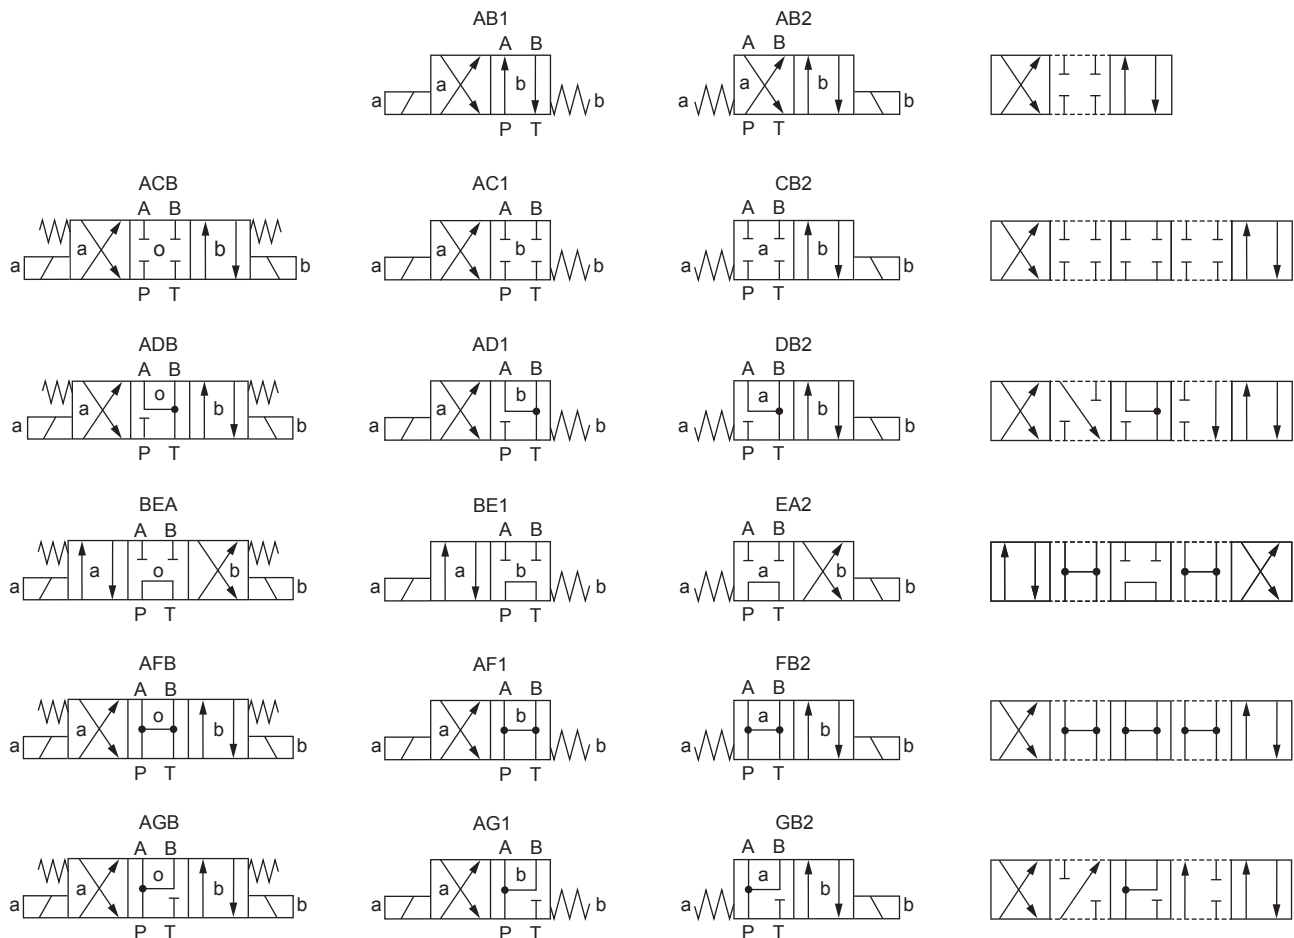 AB1 AB2
A B A B
a a b b a a b b
P T P T
ACB AC1 CB2
A B A B A B
a a o b b a a b b a a b b
P T P T P T
ADB AD1 DB2
A B A B A B
a a o b b a a b b a a b b
P T P T P T
BEA BE1 EA2
A B A B A B
a a o b b a a b b a a b b
P T P T P T
AFB AF1 FB2
A B A B A B
a a o b b a a b b a a b b
P T P T P T
AGB AG1 GB2
A B A B A B
a a o b b a a b b a a b b
P T P T P T